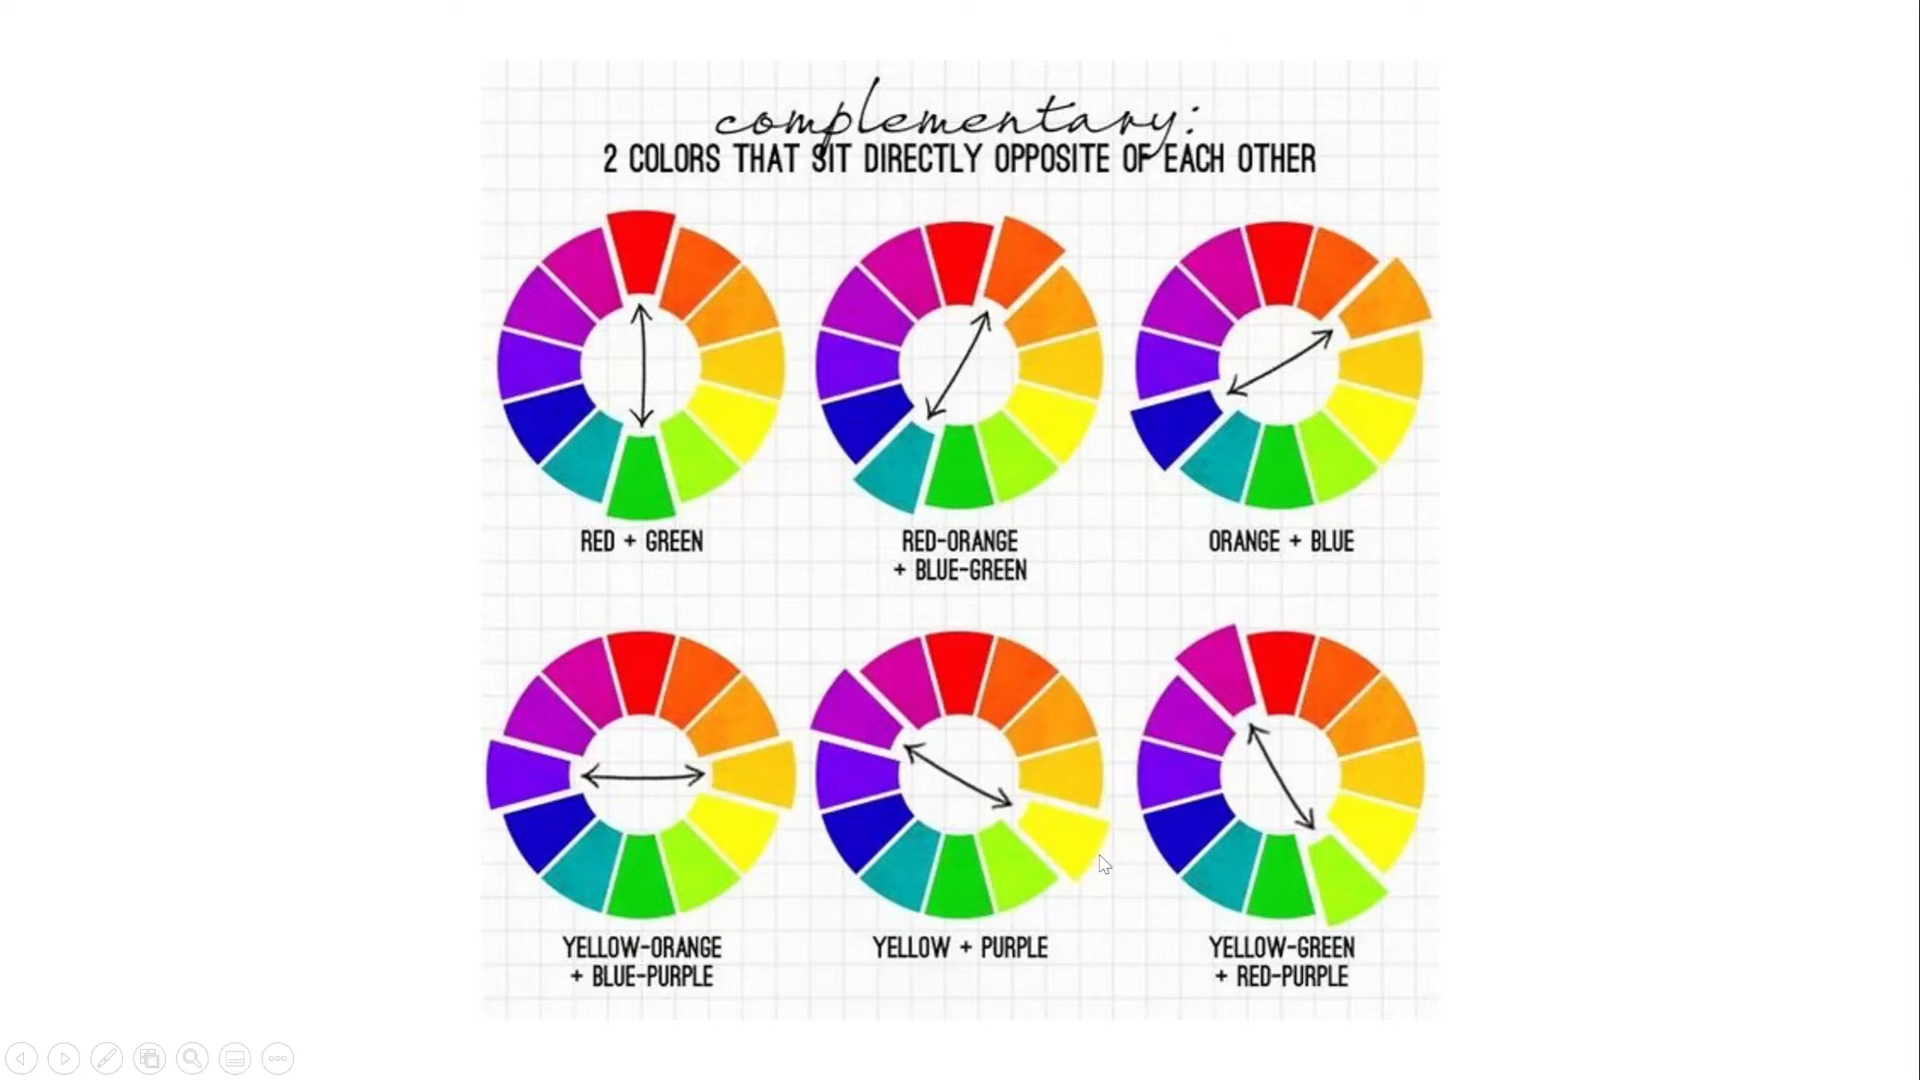 complementary:
2 COLORS THAT SIT DIRECTLY OPPOSITE OF EACH OTHER
RED + GREEN
RED-ORANGE
+ BLUE-GREEN
ORANGE + BLUE
YELLOW-ORANGE
+ BLUE-PURPLE
YELLOW + PURPLE
YELLOW-GREEN
+ RED-PURPLE